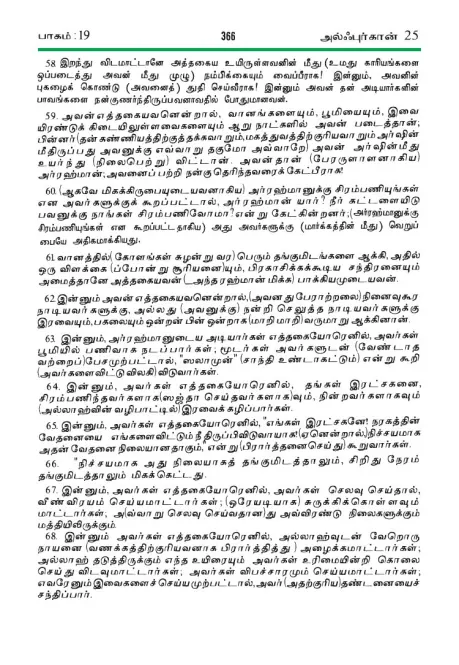 பாகம் : 19 366 அல்ஃபுர்கான் 25
58. இறந்து விடமாட்டானே அத்தகைய உயிருள்ளவனின் மீது (உமது காரியங்களை
ஒப்படைத்து அவன் மீது முழு) நம்பிக்கையும் வைப்பீராக! இன்னும், அவனின்
புகழைக் கொண்டு (அவனைத்) துதி செய்வீராக! இன்னும் அவன் தன் அடியார்களின்
பாவங்களை நன்குணர்ந்திருப்பவனாவதில் போதுமானவன்.
59. அவன் எத்தகையவனென்றால், வானங்களையும், பூமியையும், இவை
யிரண்டுக் கிடையிலுள்ளவைகளையும் ஆறு நாட்களில் அவன் படைத்தான்;
பின்னர் (தன் கண்ணியத்திற்குத்தக்கவாறும், மகத்துவத்திற்குரியவாறும் அர்ஷின்
மீதிருப்பது அவனுக்கு எவ்வாறு தகுமோ அவ்வாறே) அவன் அர்ஷின்மீது
உயர்ந்து (நிலைபெற்று) விட்டான். அவன்தான் (பேரருளாளனாகிய)
அர்ரஹ்மான்; அவனைப் பற்றி நன்கு தெரிந்தவரைக் கேட்பீராக!
60. (ஆகவே மிகக்கிருபையுடையவனாகிய) அர்ரஹ்மானுக்கு சிரம்பணியுங்கள்
என அவர்களுக்குக் கூறப்பட்டால், அர்ரஹ்மான் யார்? நீர் கட்டளையிடு
பவனுக்கு நாங்கள் சிரம்பணிவோமா? என்று கேட்கின்றனர்; (அர்ரஹ்மானுக்கு
சிரம்பணியுங்கள் என கூறப்பட்டதாகிய) அது அவர்களுக்கு (மார்க்கத்தின் மீது) வெறுப்
பையே அதிகமாக்கியது.
61. வானத்தில் (கோளங்கள் சுழன்று வர) பெரும் தங்குமிடங்களை ஆக்கி, அதில்
ஒரு விளக்கை (ப்போன்று சூரியனை)யும், பிரகாசிக்கக்கூடிய சந்திரனையும்
அமைத்தானே அத்தகையவன் (அந்த ரஹ்மான் மிக்க) பாக்கியமுடையவன்.
62. இன்னும் அவன் எத்தகையவனென்றால், (அவனது பேராற்றலை) நினைவுகூர
நாடியவர்களுக்கு, அல்லது (அவனுக்கு) நன்றி செலுத்த நாடியவர்களுக்கு
இரவையும், பகலையும் ஒன்றன் பின் ஒன்றாக (மாறி மாறி) வருமாறு ஆக்கினான்.
63. இன்னும், அர்ரஹ்மானுடைய அடியார்கள் எத்தகையோரெனில், அவர்கள்
பூமியில் பணிவாக நடப்பார்கள்; மூடர்கள் அவர்களுடன் (வேண்டாத
வற்றைப்) பேசமுற்பட்டால், "ஸலாமுன்" (சாந்தி உண்டாகட்டும்) என்று கூறி
(அவர்களைவிட்டு விலகி) விடுவார்கள்.
64. இன்னும், அவர்கள் எத்தகையோரெனில், தங்கள் இரட்சகனை,
சிரம்பணிந்தவர்களாக (ஸஜ்தா செய்தவர்களாக)வும், நின்றவர்களாகவும்
(அல்லாஹ்வின் வழிபாட்டில்) இரவைக் கழிப்பார்கள்.
65. இன்னும், அவர்கள் எத்தகையோரெனில், "எங்கள் இரட்சகனே! நரகத்தின்
வேதனையை எங்களைவிட்டும் நீ திருப்பிவிடுவாயாக! (ஏனென்றால்,) நிச்சயமாக
அதன் வேதனை நிலையானதாகும்," என்று (பிரார்த்தனை செய்து) கூறுவார்கள்.
66. "நிச்சயமாக அது நிலையாகத் தங்குமிடத்தாலும், சிறிது நேரம்
தங்குமிடத்தாலும் மிகக்கெட்டது.
67. இன்னும், அவர்கள் எத்தகையோரெனில், அவர்கள் செலவு செய்தால்,
வீண்விரயம் செய்யமாட்டார்கள்; (ஒரேயடியாக) சுருக்கிக்கொள்ளவும்
மாட்டார்கள்; அ(வ்வாறு செலவு செய்வதான)து அவ்விரண்டு நிலைகளுக்கும்
மத்தியிலிருக்கும்.
68. இன்னும் அவர்கள் எத்தகையோரெனில், அல்லாஹ்வுடன் வேறொரு
நாயனை (வணக்கத்திற்குரியவனாக பிரார்த்தித்து) அழைக்கமாட்டார்கள்;
அல்லாஹ் தடுத்திருக்கும் எந்த உயிரையும் அவர்கள் உரிமையின்றி கொலை
செய்து விடவுமாட்டார்கள்; அவர்கள் விபச்சாரமும் செய்யமாட்டார்கள்;
எவரேனும் இவைகளைச் செய்யமுற்பட்டால், அவர் (அதற்குரிய) தண்டனையைச்
சந்திப்பார்.